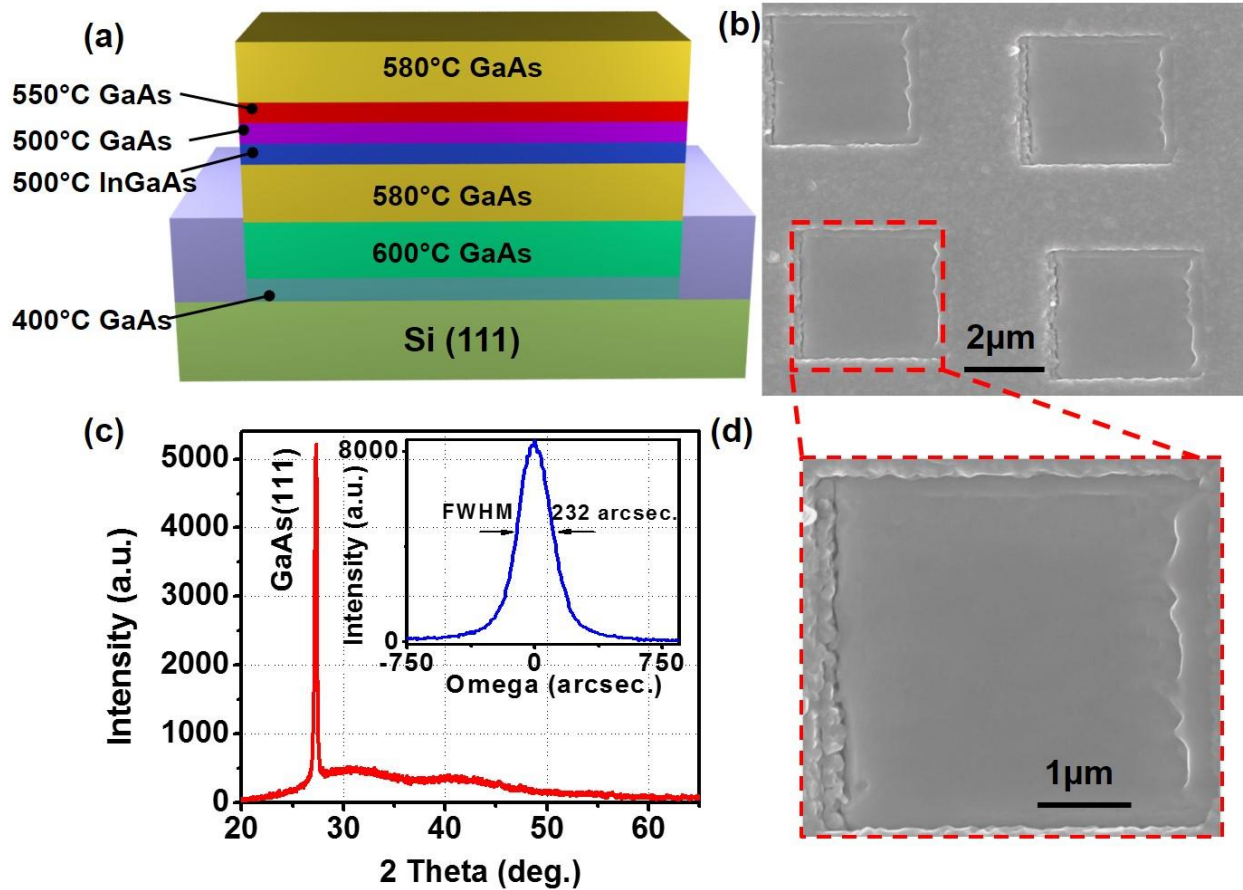 (a)
580°C GaAs
550°C GaAs
500°C GaAs
500°C InGaAs
580°C GaAs
600°C GaAs
400°C GaAs
Si (111)
(b)
2μm
(c)
5000
4000
3000
2000
1000
0
Intensity (a.u.)
GaAs(111)
20
30
40
50
60
2 Theta (deg.)
8000
0
Intensity (a.u.)
FWHM
232 arcsec.
-750
0
750
Omega (arcsec.)
(d)
1μm